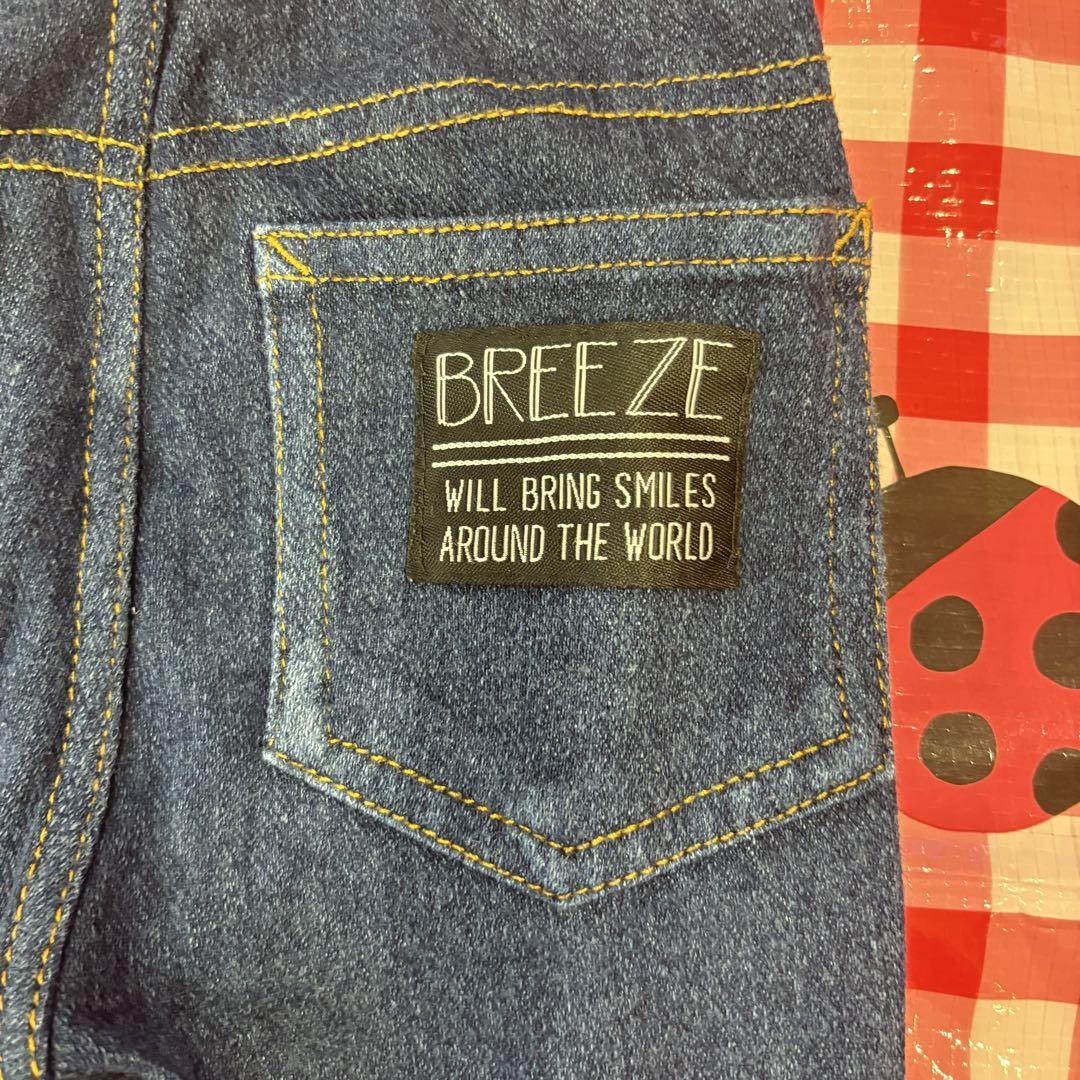 BREEZE
WILL BRING SMILES
AROUND THE WORLD